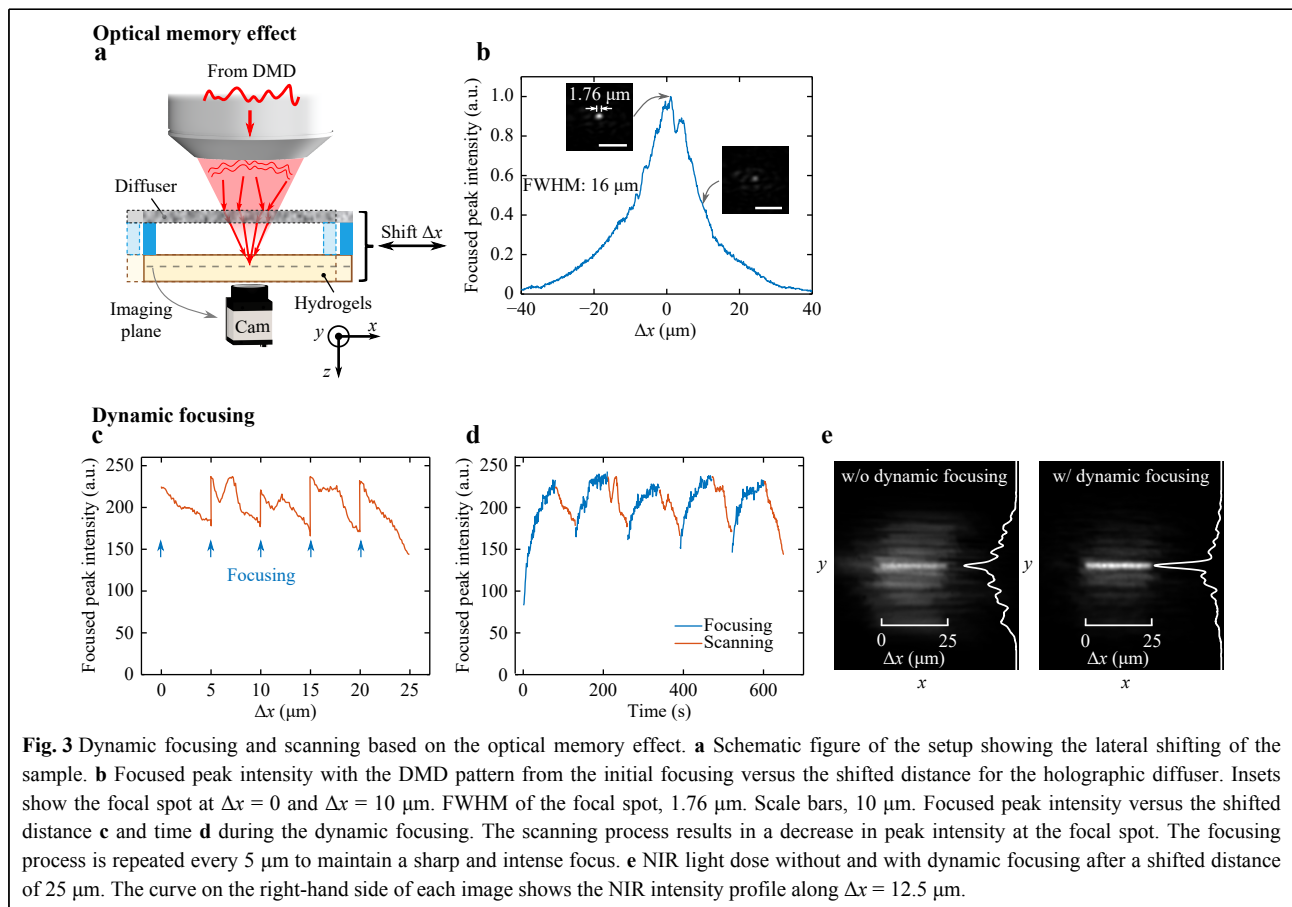 Optical memory effect
a
From DMD
Diffuser
Shift Δx
Imaging
plane
Hydrogels
Cam
y
x
z
b
Focused peak intensity (a.u.)
1.0
0.8
0.6
0.4
0.2
0
−40
−20
0
20
40
Δx (μm)
1.76 μm
FWHM: 16 μm
Dynamic focusing
c
Focused peak intensity (a.u.)
250
200
150
100
50
0
0
5
10
15
20
25
Δx (μm)
Focusing
d
Focused peak intensity (a.u.)
250
200
150
100
50
0
0
200
400
600
Time (s)
Focusing
Scanning
e
w/o dynamic focusing
y
0
25
Δx (μm)
x
w/ dynamic focusing
y
0
25
Δx (μm)
x
Fig. 3 Dynamic focusing and scanning based on the optical memory effect. a Schematic figure of the setup showing the lateral shifting of the
sample. b Focused peak intensity with the DMD pattern from the initial focusing versus the shifted distance for the holographic diffuser. Insets
show the focal spot at Δx = 0 and Δx = 10 μm. FWHM of the focal spot, 1.76 μm. Scale bars, 10 μm. Focused peak intensity versus the shifted
distance c and time d during the dynamic focusing. The scanning process results in a decrease in peak intensity at the focal spot. The focusing
process is repeated every 5 μm to maintain a sharp and intense focus. e NIR light dose without and with dynamic focusing after a shifted distance
of 25 μm. The curve on the right-hand side of each image shows the NIR intensity profile along Δx = 12.5 μm.